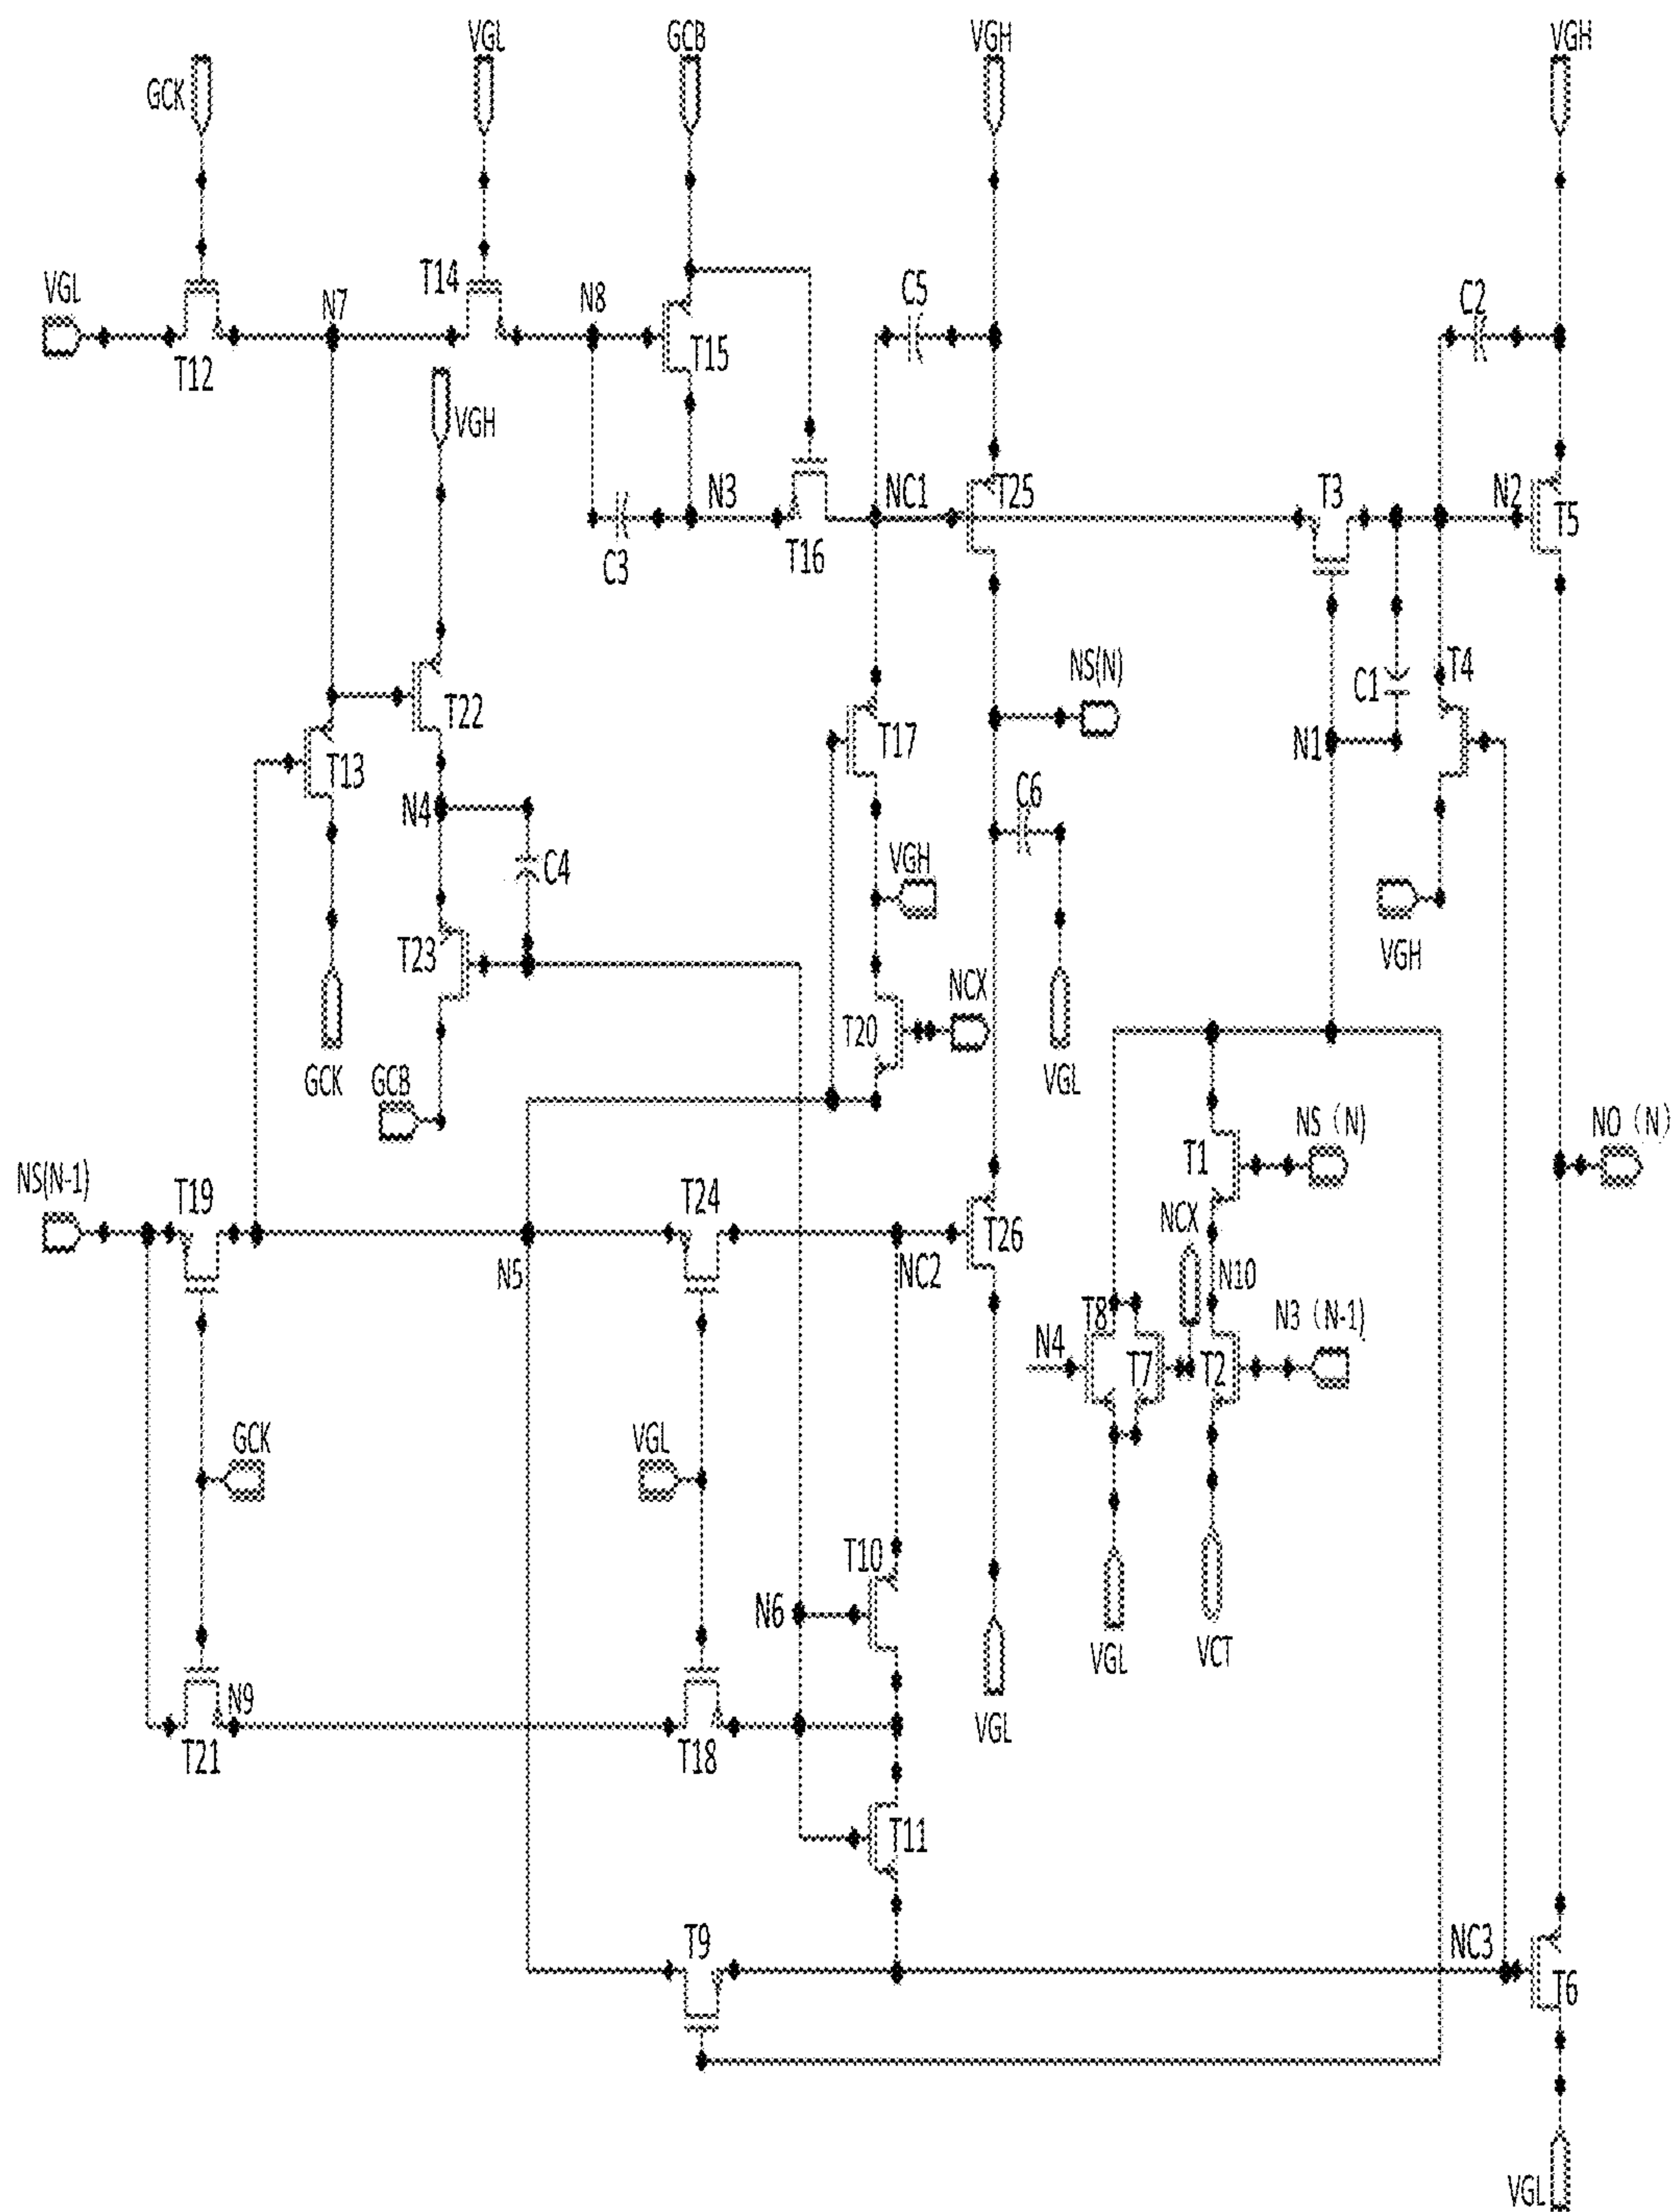 VGL
GCB
VGH
VGH
GCK
VGL
T14
N7
N8
C5
C2
T12
T15
VGH
N3
NC1
T25
T3
N2
T5
C3
T16
NS(N)
T4
C1
T22
T17
N1
T13
N4
C6
C4
VGH
T23
NCX
VGH
T20
GCK
GCB
VGL
NS(N-1)
T19
T24
T1
NS (N)
NO (N)
NCX
T26
N5
NC2
N10
T8
N3 (N-1)
N4
T7
T2
GCK
VGL
T10
N6
VGL
VCT
N9
VGL
T21
T18
T11
T9
NC3
T6
VGL